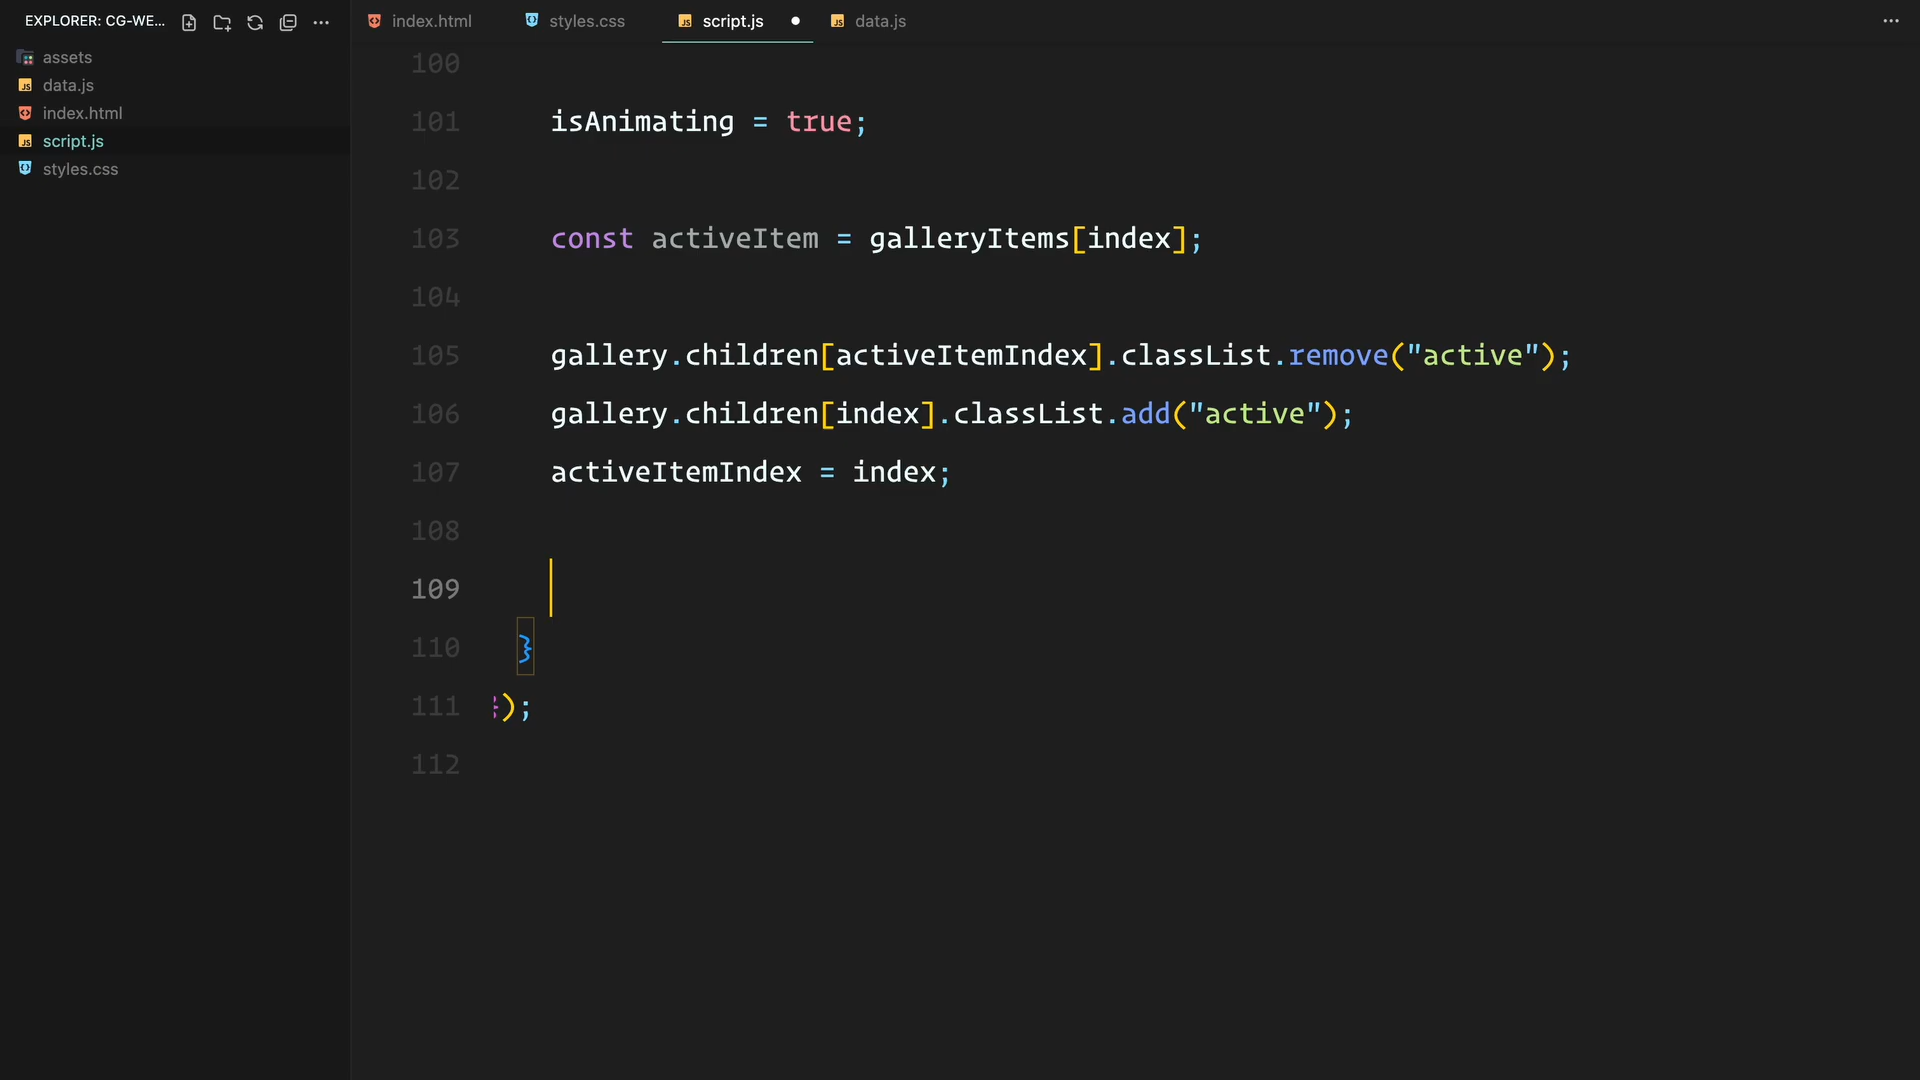 EXPLORER: CG-WE...
assets
data.js
index.html
script.js
styles.css
index.html styles.css script.js data.js
100
101 isAnimating = true;
102
103 const activeItem = galleryItems[index];
104
105 gallery.children[activeItemIndex].classList.remove("active");
106 gallery.children[index].classList.add("active");
107 activeItemIndex = index;
108
109
110 }
111 });
112